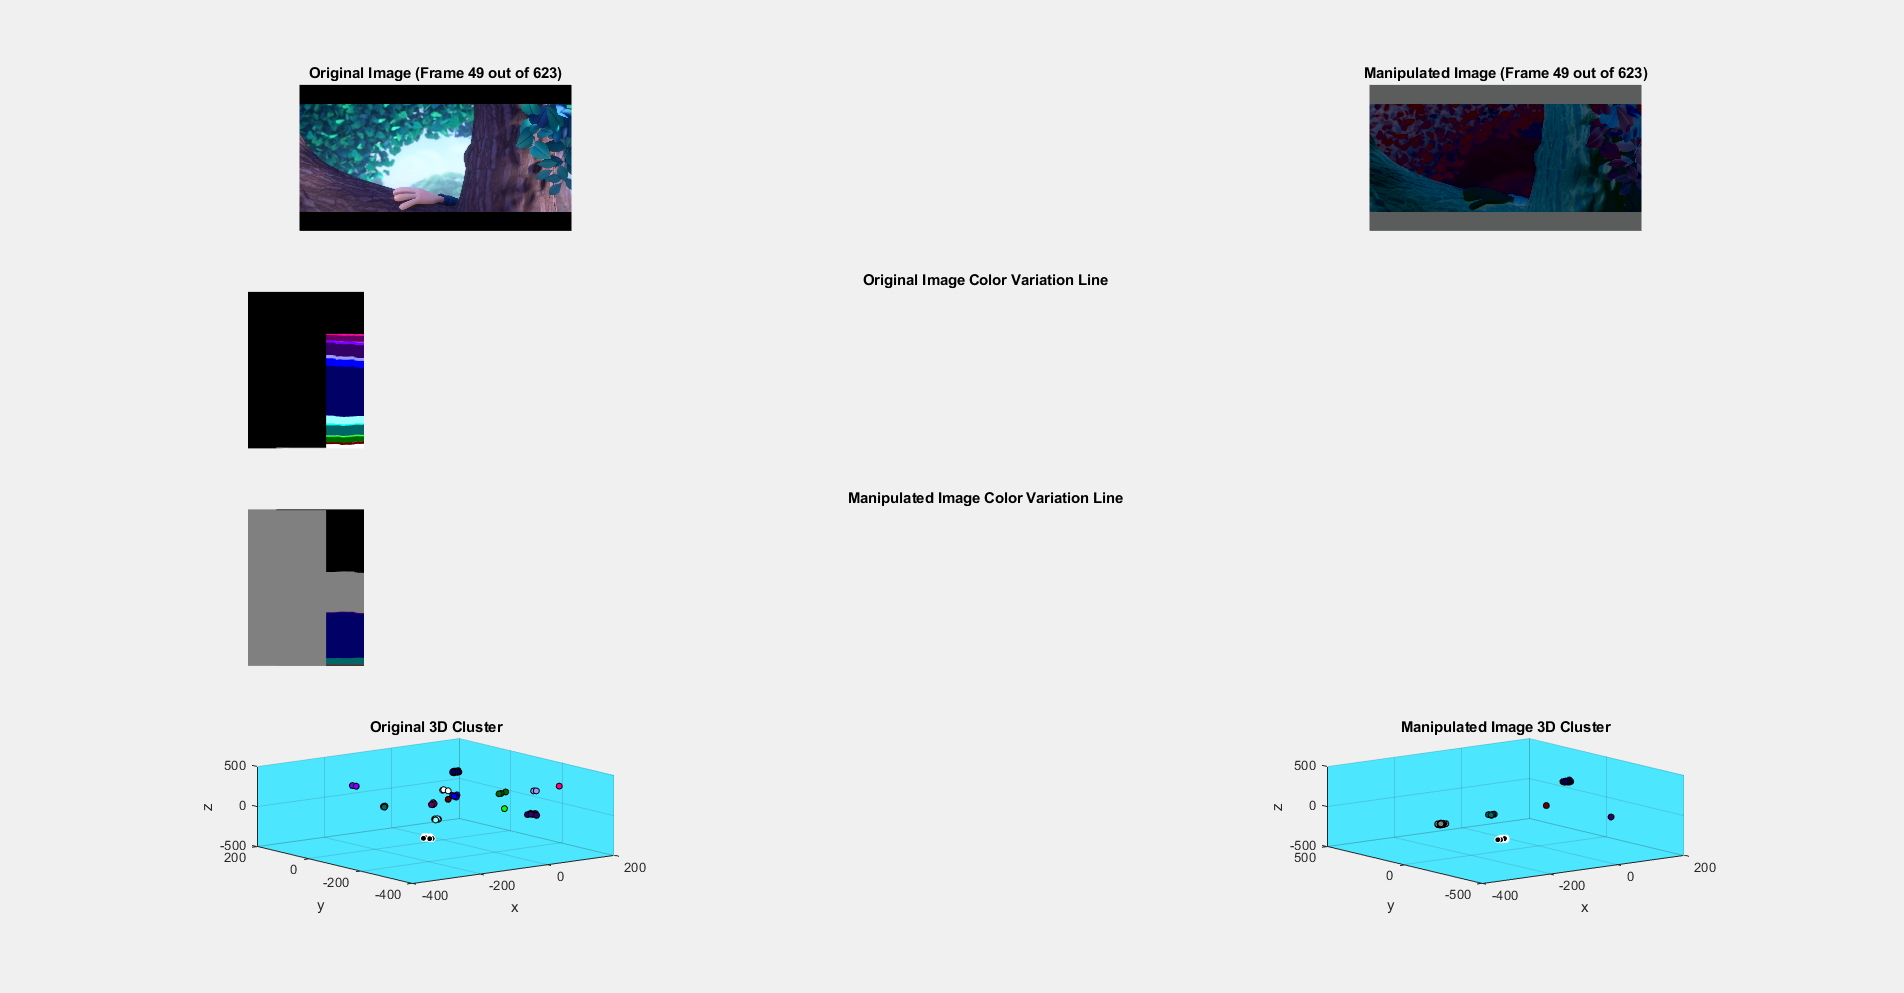 Original Image (Frame 49 out of 623)
Manipulated Image (Frame 49 out of 623)
Original Image Color Variation Line
Manipulated Image Color Variation Line
Original 3D Cluster
500
0
-500
z
200
0
-200
-400
y
-400
-200
0
200
x
Manipulated Image 3D Cluster
500
0
-500
z
500
0
-500
y
-400
-200
0
200
x